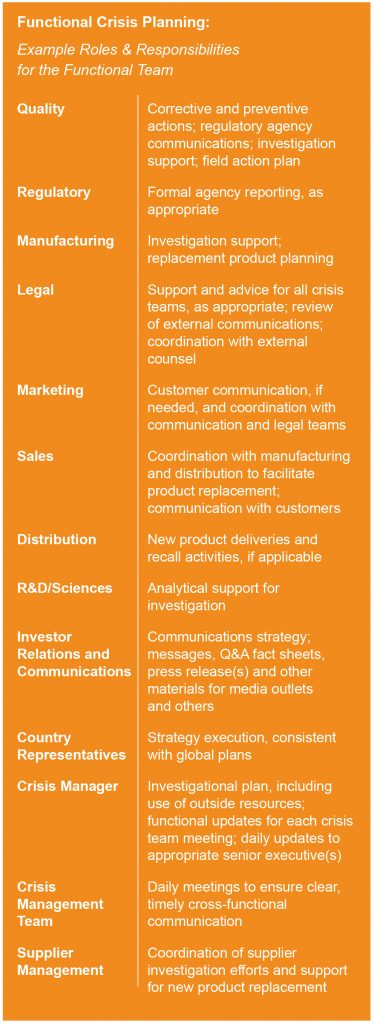 Functional Crisis Planning:
Example Roles & Responsibilities
for the Functional Team
Quality
Corrective and preventive
actions; regulatory agency
communications; investigation
support; field action plan
Regulatory
Formal agency reporting, as
appropriate
Manufacturing
Investigation support;
replacement product planning
Legal
Support and advice for all crisis
teams, as appropriate; review
of external communications;
coordination with external
counsel
Marketing
Customer communication, if
needed, and coordination with
communication and legal teams
Sales
Coordination with manufacturing
and distribution to facilitate
product replacement;
communication with customers
Distribution
New product deliveries and
recall activities, if applicable
R&D/Sciences
Analytical support for
investigation
Investor
Relations and
Communications
Communications strategy;
messages, Q&A fact sheets,
press release(s) and other
materials for media outlets
and others
Country
Representatives
Strategy execution, consistent
with global plans
Crisis Manager
Investigational plan, including
use of outside resources;
functional updates for each crisis
team meeting; daily updates to
appropriate senior executive(s)
Crisis
Management
Team
Daily meetings to ensure clear,
timely cross-functional
communication
Supplier
Management
Coordination of supplier
investigation efforts and support
for new product replacement